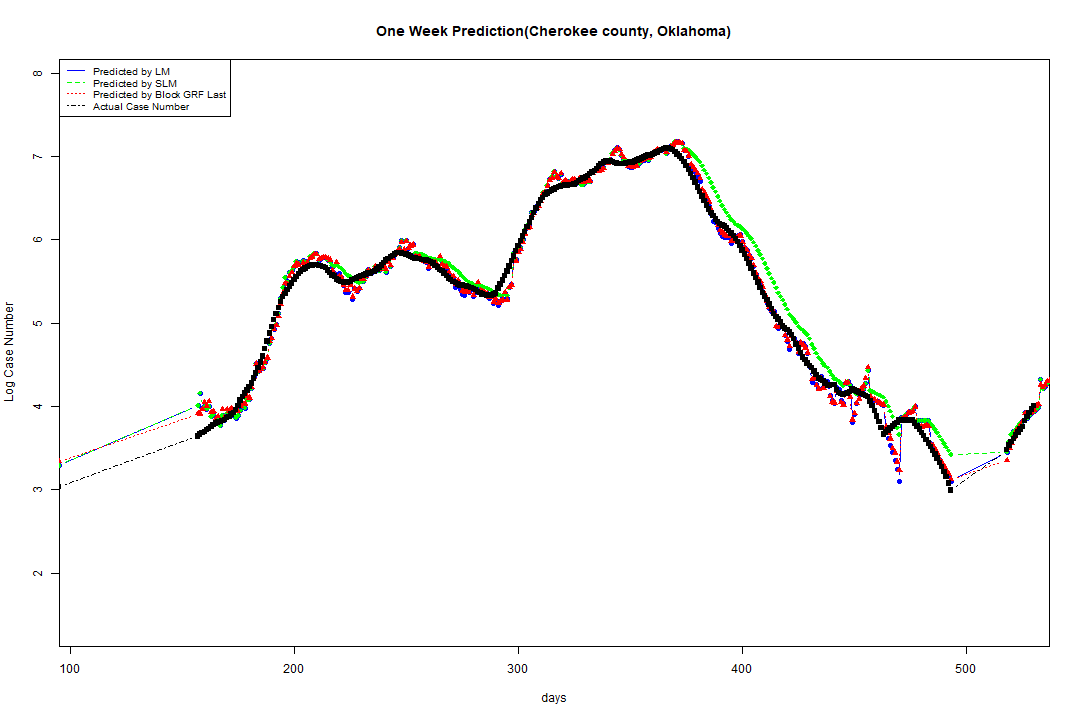 One Week Prediction(Cherokee county, Oklahoma)
Predicted by LM
Predicted by SLM
Predicted by Block GRF Last
Actual Case Number
8
7
6
5
4
3
2
Log Case Number
100 200 300 400 500
days